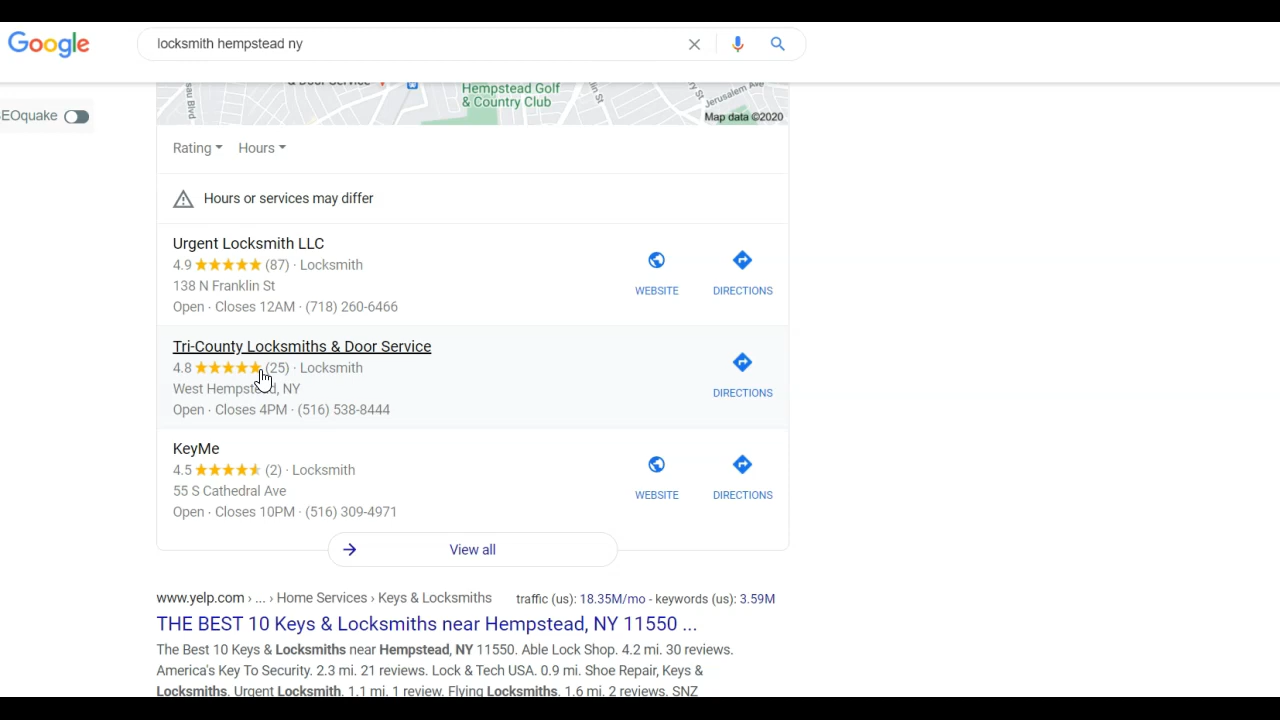 Google
locksmith hempstead ny
& Door Service
Hempstead Golf
& Country Club
Jerusalem Ave
Map data ©2020
EOquake
Rating
Hours
Hours or services may differ
Urgent Locksmith LLC
4.9 (87) · Locksmith
138 N Franklin St
Open · Closes 12AM · (718) 260-6466
WEBSITE
DIRECTIONS
Tri-County Locksmiths & Door Service
4.8 (25) · Locksmith
West Hempstead, NY
Open · Closes 4PM · (516) 538-8444
DIRECTIONS
KeyMe
4.5 (2) · Locksmith
55 S Cathedral Ave
Open · Closes 10PM · (516) 309-4971
WEBSITE
DIRECTIONS
View all
www.yelp.com › ... › Home Services › Keys & Locksmiths traffic (us): 18.35M/mo - keywords (us): 3.59M
THE BEST 10 Keys & Locksmiths near Hempstead, NY 11550 ...
The Best 10 Keys & Locksmiths near Hempstead, NY 11550. Able Lock Shop. 4.2 mi. 30 reviews.
America's Key To Security. 2.3 mi. 21 reviews. Lock & Tech USA. 0.9 mi. Shoe Repair, Keys &
Locksmiths. Urgent Locksmith. 1.1 mi. 1 review. Flying Locksmiths. 1.6 mi. 2 reviews. SNZ